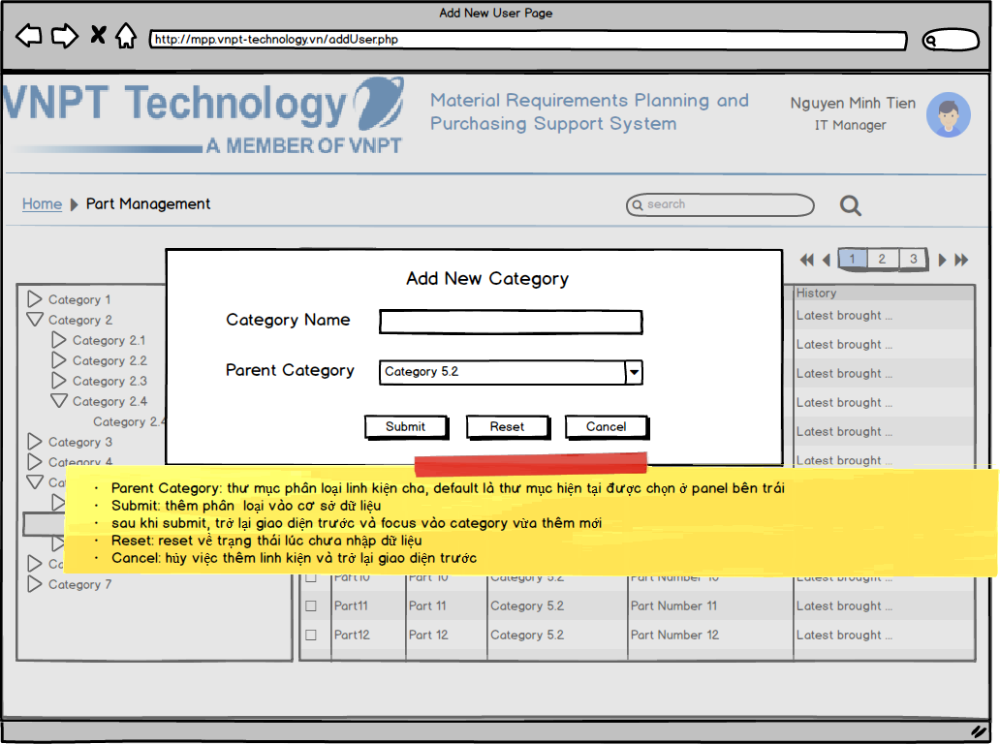 Add New User Page
http://mpp.vnpt-technology.vn/addUser.php
VNPT Technology
A MEMBER OF VNPT
Material Requirements Planning and
Purchasing Support System
Nguyen Minh Tien
IT Manager
Home Part Management
search
1 2 3
Category 1
Category 2
Category 2.1
Category 2.2
Category 2.3
Category 2.4
Category 2.4
Category 3
Category 4
Category 7
Add New Category
Category Name
Parent Category
Category 5.2
Submit Reset Cancel
History
Latest brought ...
Latest brought ...
Latest brought ...
Latest brought ...
Latest brought ...
Latest brought ...
• Parent Category: thư mục phân loại linh kiện cha, default là thư mục hiện tại được chọn ở panel bên trái
• Submit: thêm phân loại vào cơ sở dữ liệu
• sau khi submit, trở lại giao diện trước và focus vào category vừa thêm mới
• Reset: reset về trạng thái lúc chưa nhập dữ liệu
• Cancel: hủy việc thêm linh kiện và trở lại giao diện trước
Part10 Part 10 Category 5.2 Part Number 10 Latest brought ...
Part11 Part 11 Category 5.2 Part Number 11 Latest brought ...
Part12 Part 12 Category 5.2 Part Number 12 Latest brought ...